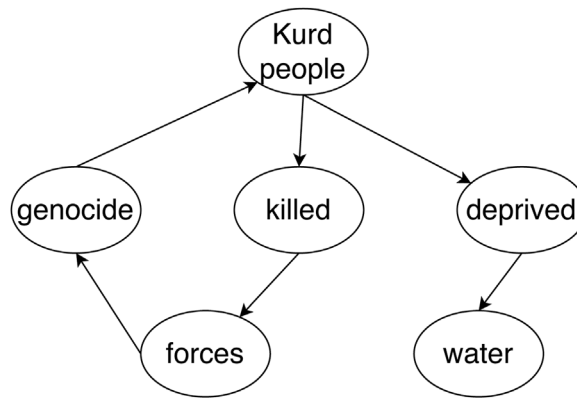 Kurd
people
genocide
killed
deprived
forces
water